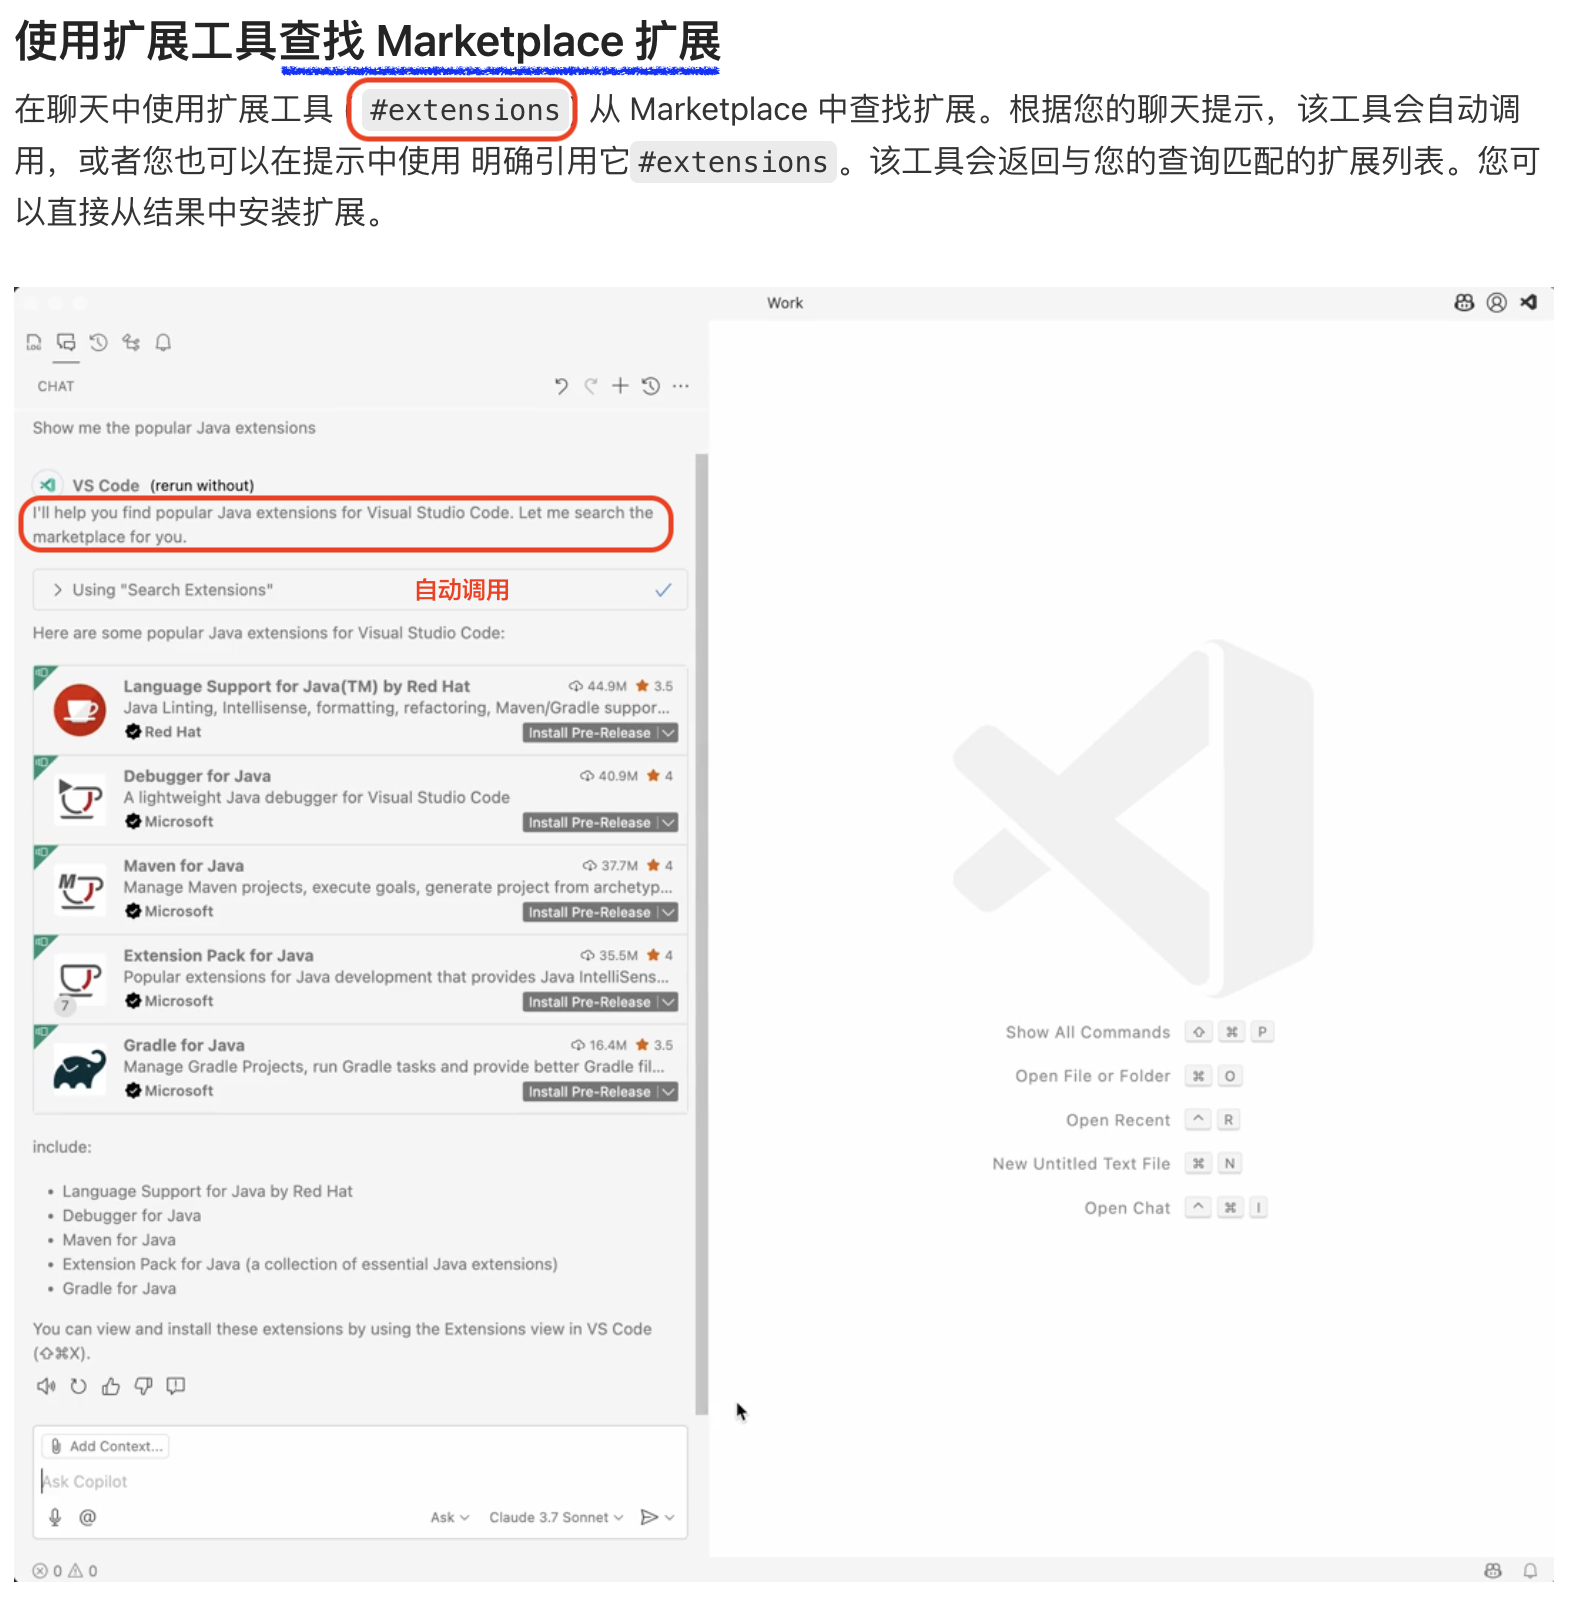 使用扩展工具查找 Marketplace 扩展
在聊天中使用扩展工具 ( #extensions ) 从 Marketplace 中查找扩展。根据您的聊天提示，该工具会自动调
用，或者您也可以在提示中使用 明确引用它 #extensions 。该工具会返回与您的查询匹配的扩展列表。您可
以直接从结果中安装扩展。
Work
CHAT
Show me the popular Java extensions
VS Code (rerun without)
I'll help you find popular Java extensions for Visual Studio Code. Let me search the
marketplace for you.
Using "Search Extensions" 自动调用
Here are some popular Java extensions for Visual Studio Code:
Language Support for Java(TM) by Red Hat 44.9M 3.5
Java Linting, Intellisense, formatting, refactoring, Maven/Gradle suppor...
Red Hat Install Pre-Release
Debugger for Java 40.9M 4
A lightweight Java debugger for Visual Studio Code
Microsoft Install Pre-Release
Maven for Java 37.7M 4
Manage Maven projects, execute goals, generate project from archetyp...
Microsoft Install Pre-Release
Extension Pack for Java 35.5M 4
Popular extensions for Java development that provides Java IntelliSens...
7 Microsoft Install Pre-Release
Gradle for Java 16.4M 3.5
Manage Gradle Projects, run Gradle tasks and provide better Gradle fil...
Microsoft Install Pre-Release
include:
• Language Support for Java by Red Hat
• Debugger for Java
• Maven for Java
• Extension Pack for Java (a collection of essential Java extensions)
• Gradle for Java
You can view and install these extensions by using the Extensions view in VS Code
(⇧⌘X).
Add Context...
Ask Copilot
@ Ask Claude 3.7 Sonnet
0 0
Show All Commands ⇧ ⌘ P
Open File or Folder ⌘ O
Open Recent ^ R
New Untitled Text File ⌘ N
Open Chat ^ ⌘ I